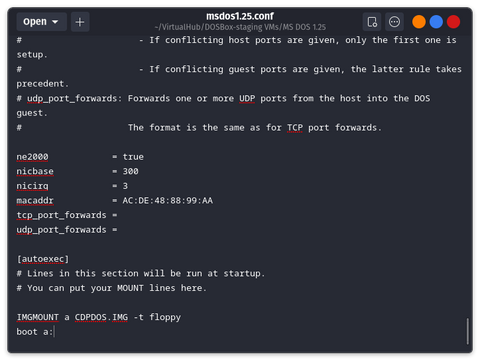 Open
msdos1.25.conf
~/VirtualHub/DOSBox-staging VMs/MS DOS 1.25
#                      - If conflicting host ports are given, only the first one is
setup.
#                      - If conflicting guest ports are given, the latter rule takes
precedent.
# udp_port_forwards: Forwards one or more UDP ports from the host into the DOS
guest.
#                    The format is the same as for TCP port forwards.
ne2000            = true
nicbase           = 300
nicirq            = 3
macaddr           = AC:DE:48:88:99:AA
tcp_port_forwards =
udp_port_forwards =
[autoexec]
# Lines in this section will be run at startup.
# You can put your MOUNT lines here.
IMGMOUNT a CDPDOS.IMG -t floppy
boot a: